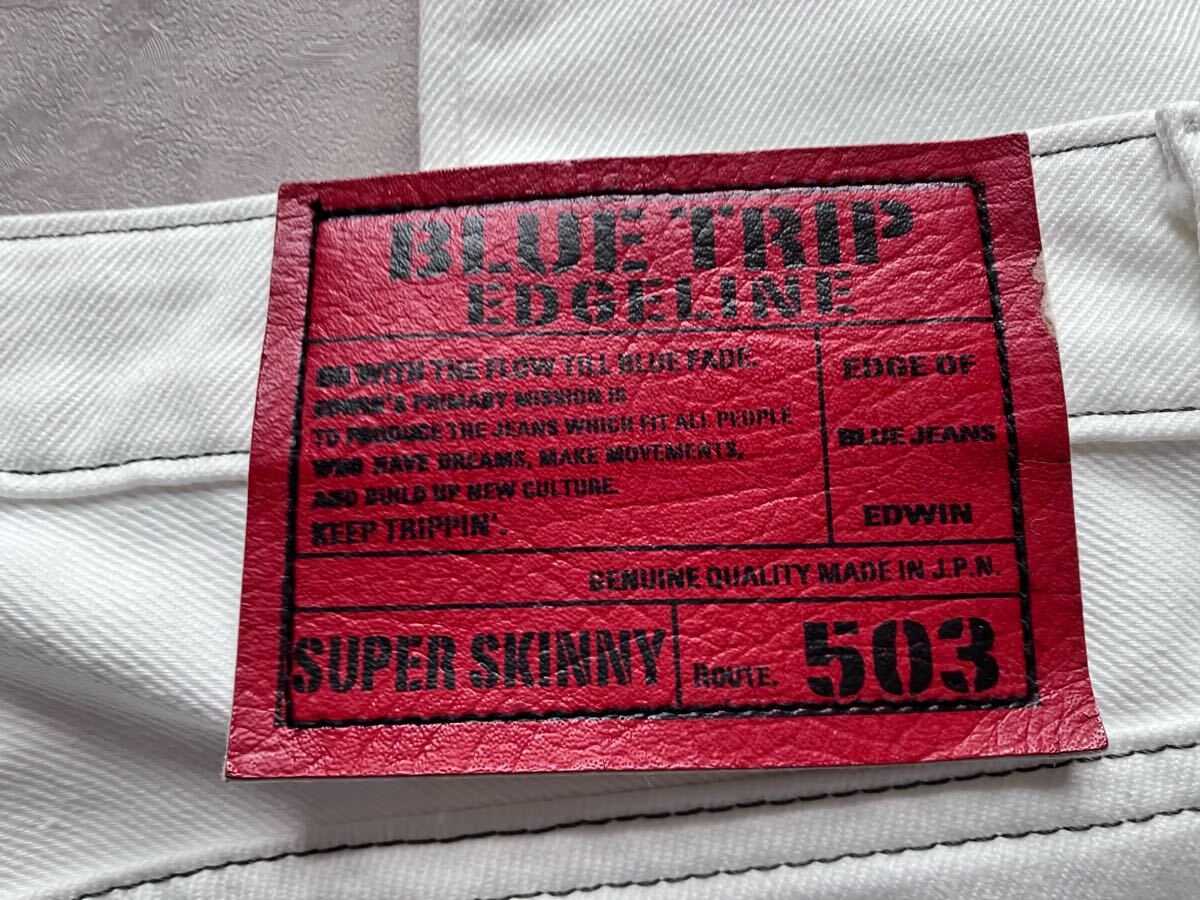 BLUE TRIP
EDGELINE
GO WITH THE FLOW TILL BLUE FADE.
EDWIN'S PRIMARY MISSION IS
TO PRODUCE THE JEANS WHICH FIT ALL PEOPLE
WHO HAVE DREAMS, MAKE MOVEMENTS,
AND BUILD UP NEW CULTURE.
KEEP TRIPPIN'.
EDGE OF
BLUE JEANS
EDWIN
GENUINE QUALITY MADE IN J.P.N.
SUPER SKINNY
ROUTE. 503